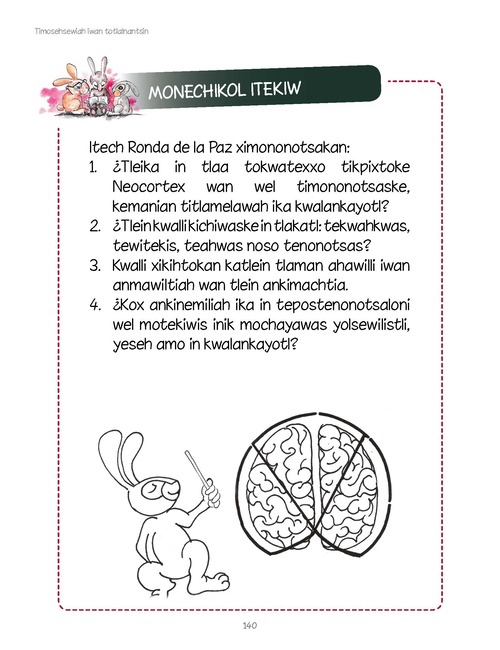 Timosehsewiah iwan totlalnantsin
MONECHIKOL ITEKIW
Itech Ronda de la Paz ximononotsakan:
1. ¿Tleika in tlaa tokwatexxo tikpixtoke
Neocortex wan wel timononotsaske,
kemanian titlamelawah ika kwalankayotl?
2. ¿Tlein kwalli kichiwaske in tlakatl: tekwahkwas,
tewitekis, teahwas noso tenonotsas?
3. Kwalli xikihtokan katlein tlaman ahawilli iwan
anmawiltiah wan tlein ankimachtia.
4. ¿Kox ankinemiliah ika in tepostenonotsaloni
wel motekiwis inik mochayawas yolsewilistli,
yeseh amo in kwalankayotl?
140